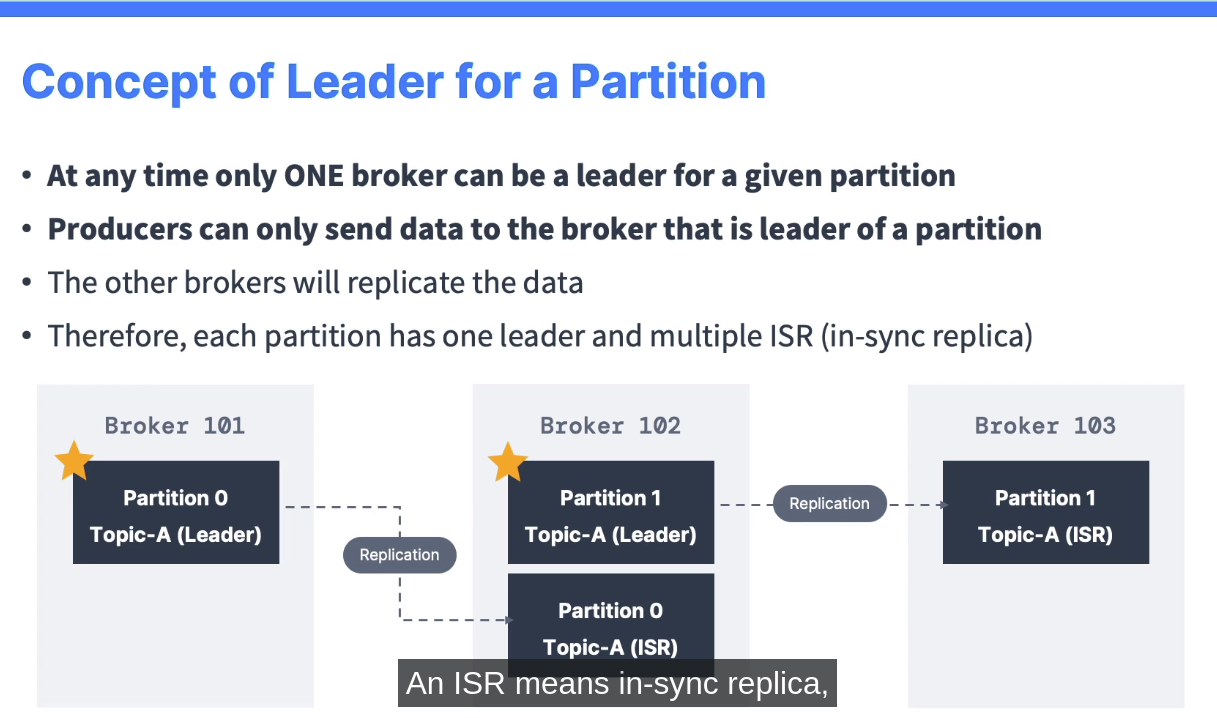 Concept of Leader for a Partition
• At any time only ONE broker can be a leader for a given partition
• Producers can only send data to the broker that is leader of a partition
• The other brokers will replicate the data
• Therefore, each partition has one leader and multiple ISR (in-sync replica)
Broker 101
Partition 0
Topic-A (Leader)
Replication
Broker 102
Partition 1
Topic-A (Leader)
Partition 0
Topic-A (ISR)
Replication
Broker 103
Partition 1
Topic-A (ISR)
An ISR means in-sync replica,